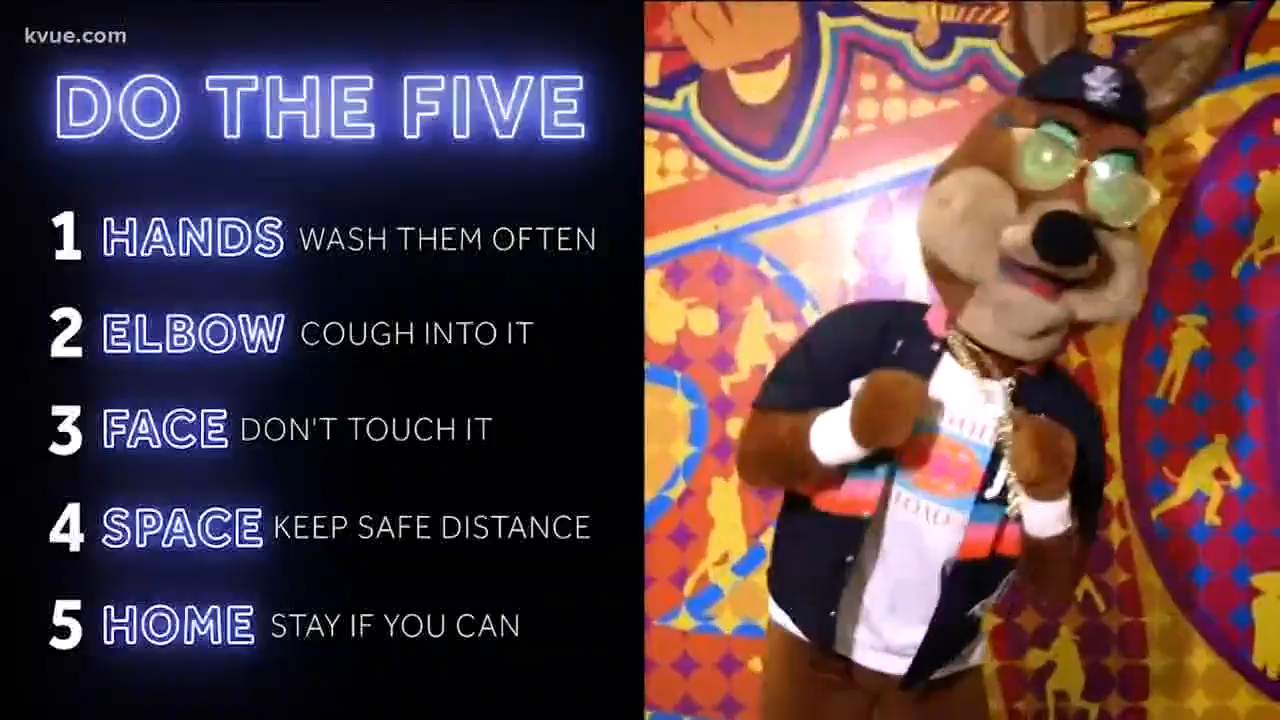 kvue.com
DO THE FIVE
1 HANDS WASH THEM OFTEN
2 ELBOW COUGH INTO IT
3 FACE DON'T TOUCH IT
4 SPACE KEEP SAFE DISTANCE
5 HOME STAY IF YOU CAN